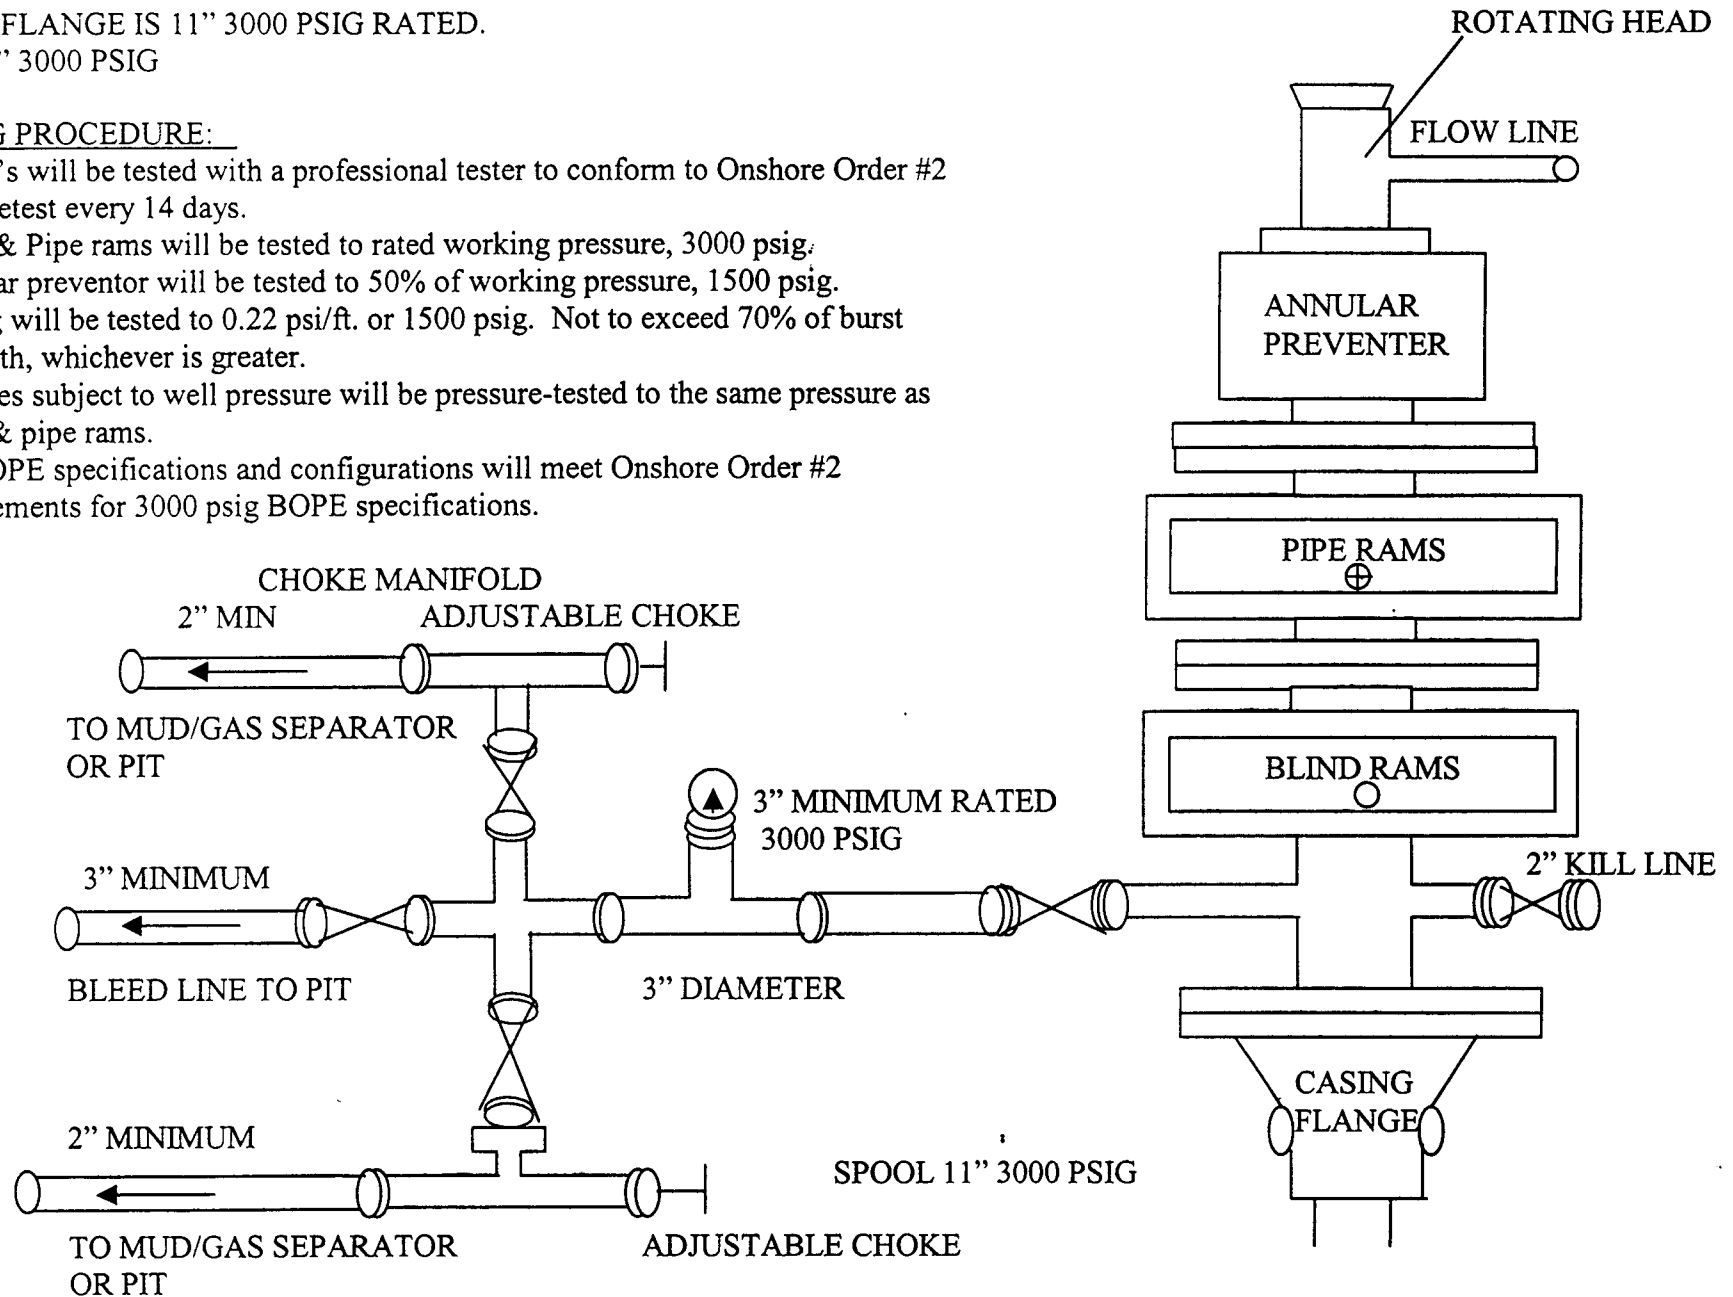 FLANGE IS 11” 3000 PSIG RATED.
” 3000 PSIG
G PROCEDURE:
’s will be tested with a professional tester to conform to Onshore Order #2
etest every 14 days.
& Pipe rams will be tested to rated working pressure, 3000 psig.
ar preventor will be tested to 50% of working pressure, 1500 psig.
g will be tested to 0.22 psi/ft. or 1500 psig. Not to exceed 70% of burst
th, whichever is greater.
es subject to well pressure will be pressure-tested to the same pressure as
& pipe rams.
OPE specifications and configurations will meet Onshore Order #2
ements for 3000 psig BOPE specifications.
ROTATING HEAD
FLOW LINE
ANNULAR
PREVENTER
PIPE RAMS
BLIND RAMS
2” KILL LINE
CASING
FLANGE
CHOKE MANIFOLD
2” MIN
ADJUSTABLE CHOKE
TO MUD/GAS SEPARATOR
OR PIT
3” MINIMUM RATED
3000 PSIG
3” MINIMUM
BLEED LINE TO PIT
3” DIAMETER
2” MINIMUM
SPOOL 11” 3000 PSIG
TO MUD/GAS SEPARATOR
OR PIT
ADJUSTABLE CHOKE